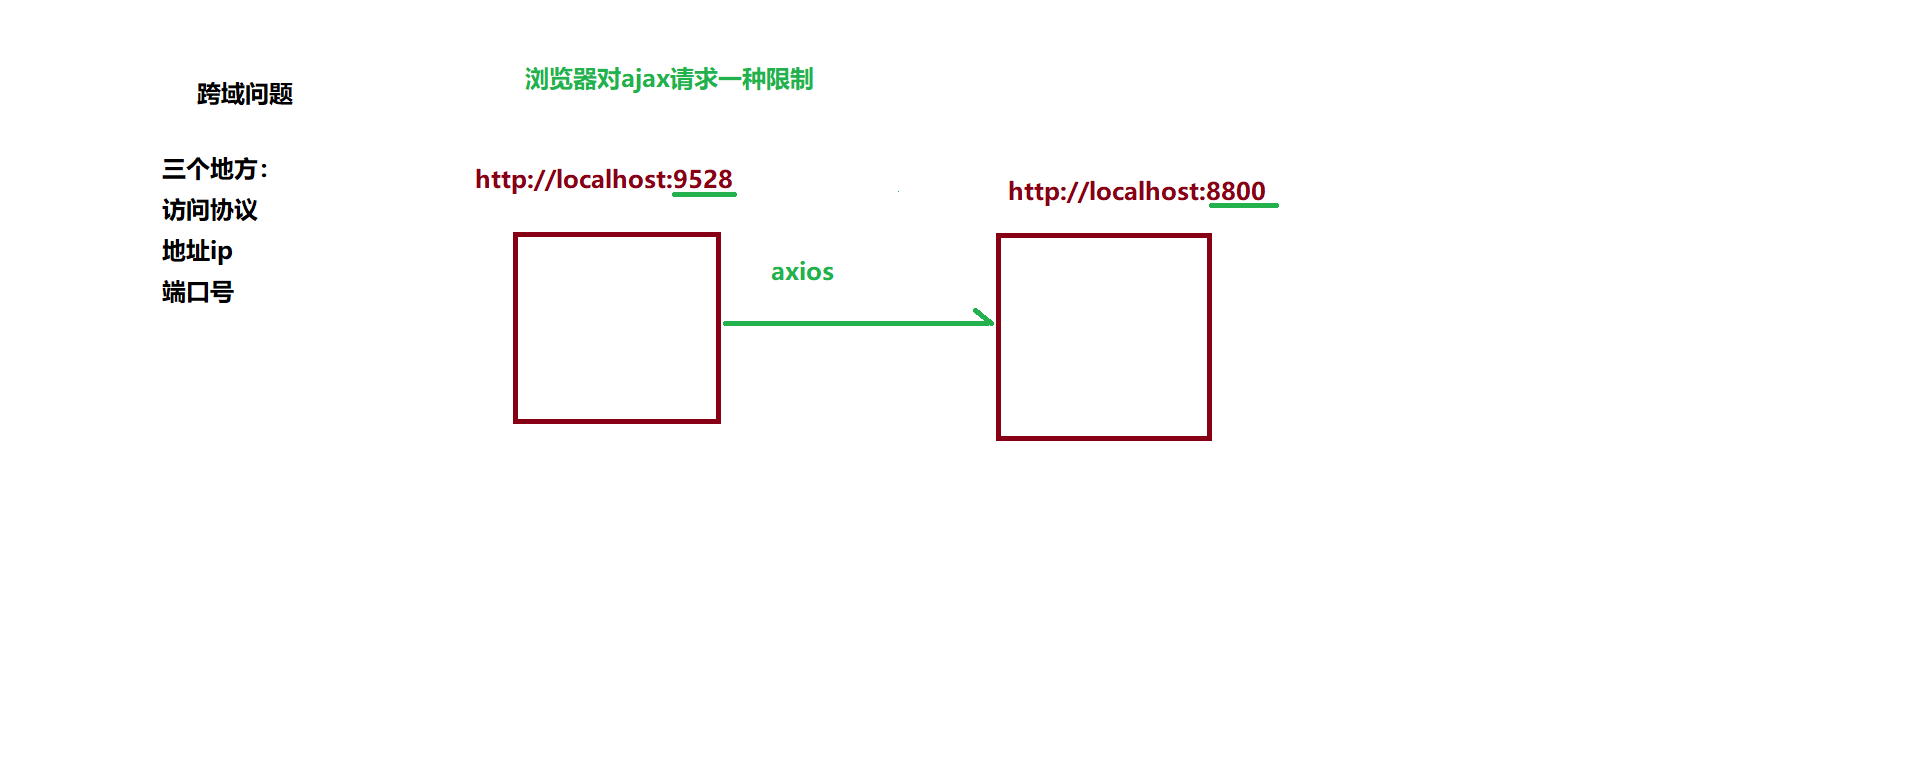 跨域问题
浏览器对ajax请求一种限制
三个地方：
访问协议
地址ip
端口号
http://localhost:9528
http://localhost:8800
axios